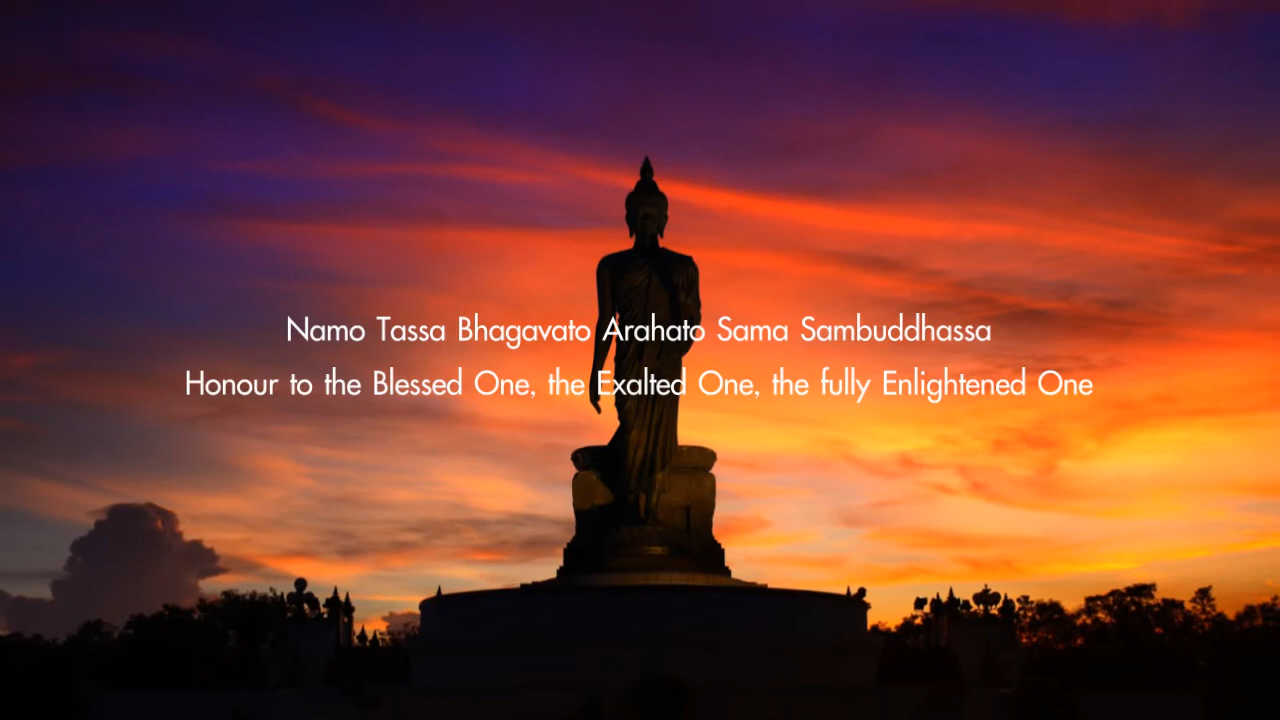 Namo Tassa Bhagavato Arahato Sama Sambuddhassa
Honour to the Blessed One, the Exalted One, the fully Enlightened One